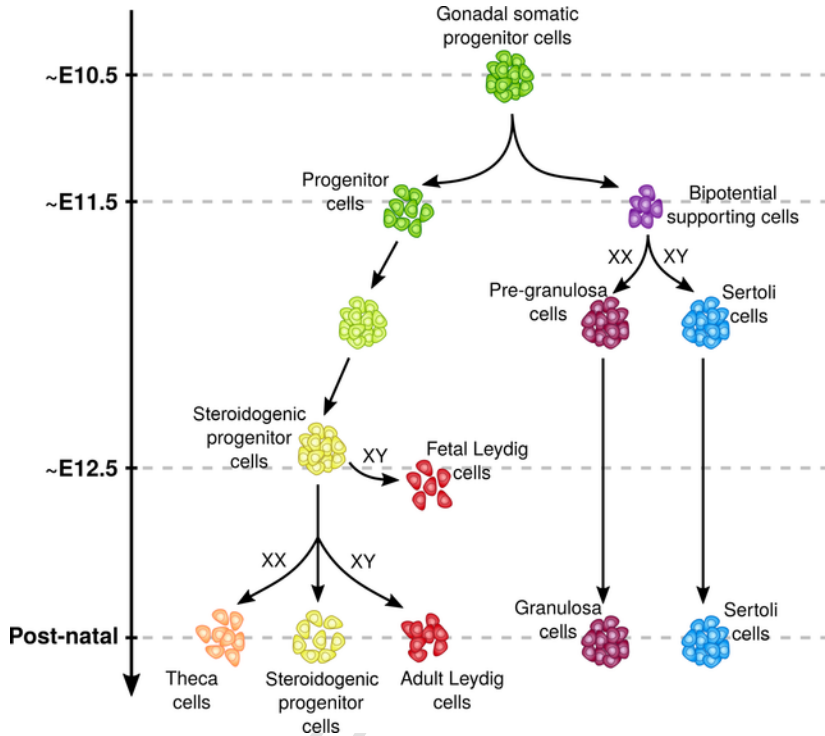 Gonadal somatic
progenitor cells
~E10.5
Progenitor
cells
~E11.5
Bipotential
supporting cells
XX
XY
Pre-granulosa
cells
Sertoli
cells
Steroidogenic
progenitor
cells
XY
Fetal Leydig
cells
~E12.5
XX
XY
Granulosa
cells
Sertoli
cells
Post-natal
Theca
cells
Steroidogenic
progenitor
cells
Adult Leydig
cells